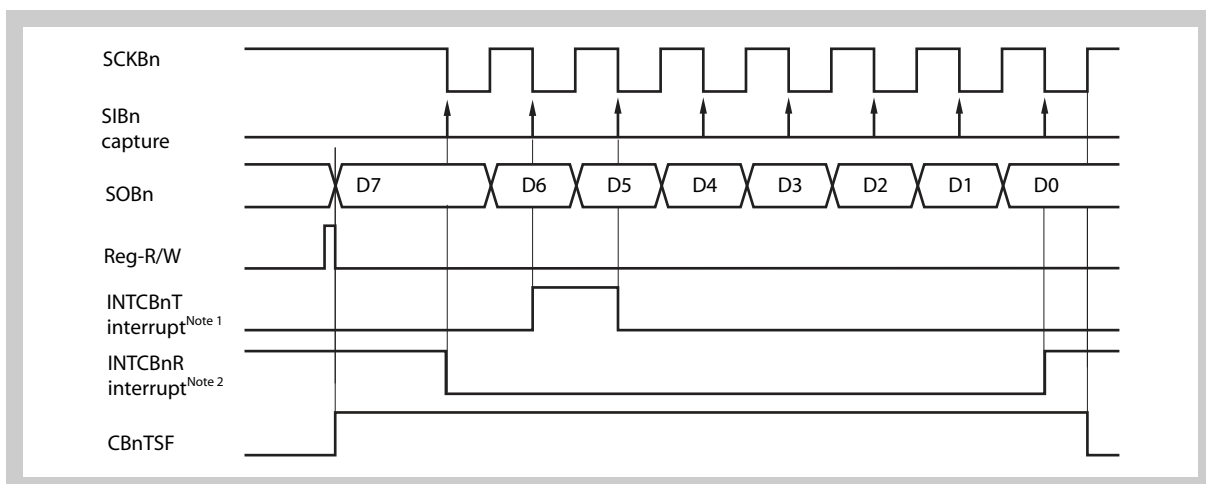 SCKBn
SIBn
capture
SOBn
D7 D6 D5 D4 D3 D2 D1 D0
Reg-R/W
INTCBnT
interruptNote 1
INTCBnR
interruptNote 2
CBnTSF